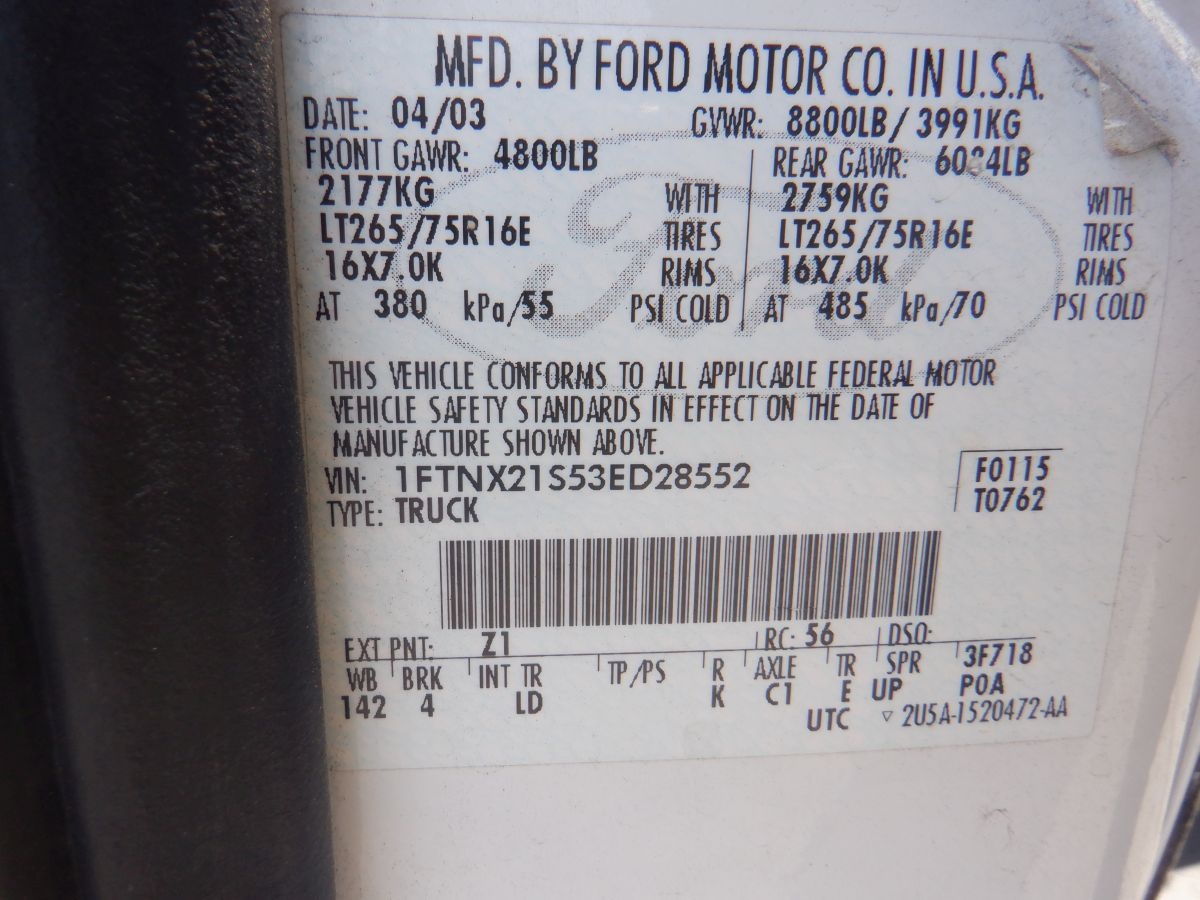 MFD. BY FORD MOTOR CO. IN U.S.A.
DATE: 04/03 GVWR: 8800LB/ 3991KG
FRONT GAWR: 4800LB REAR GAWR: 6084LB
2177KG WITH 2759KG WITH
LT265/75R16E TIRES LT265/75R16E TIRES
16X7.0K RIMS 16X7.0K RIMS
AT 380 kPa/55 PSI COLD AT 485 kPa/70 PSI COLD
Ford
THIS VEHICLE CONFORMS TO ALL APPLICABLE FEDERAL MOTOR
VEHICLE SAFETY STANDARDS IN EFFECT ON THE DATE OF
MANUFACTURE SHOWN ABOVE.
VIN: 1FTNX21S53ED28552 F0115
TYPE: TRUCK T0762
EXT PNT: Z1 RC: 56 DSO:
WB BRK INT TR TP/PS R AXLE TR SPR 3F718
142 4 LD K C1 E UP POA
UTC ▽ 2U5A-1520472-AA